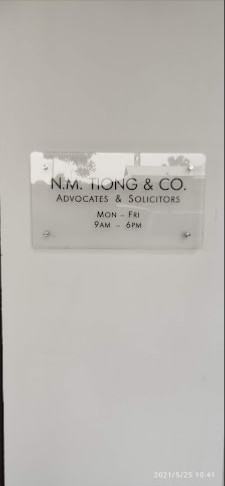 N.M. TIONG & CO.
ADVOCATES & SOLICITORS
MON – FRI
9AM – 6PM
2021/5/25 10:41